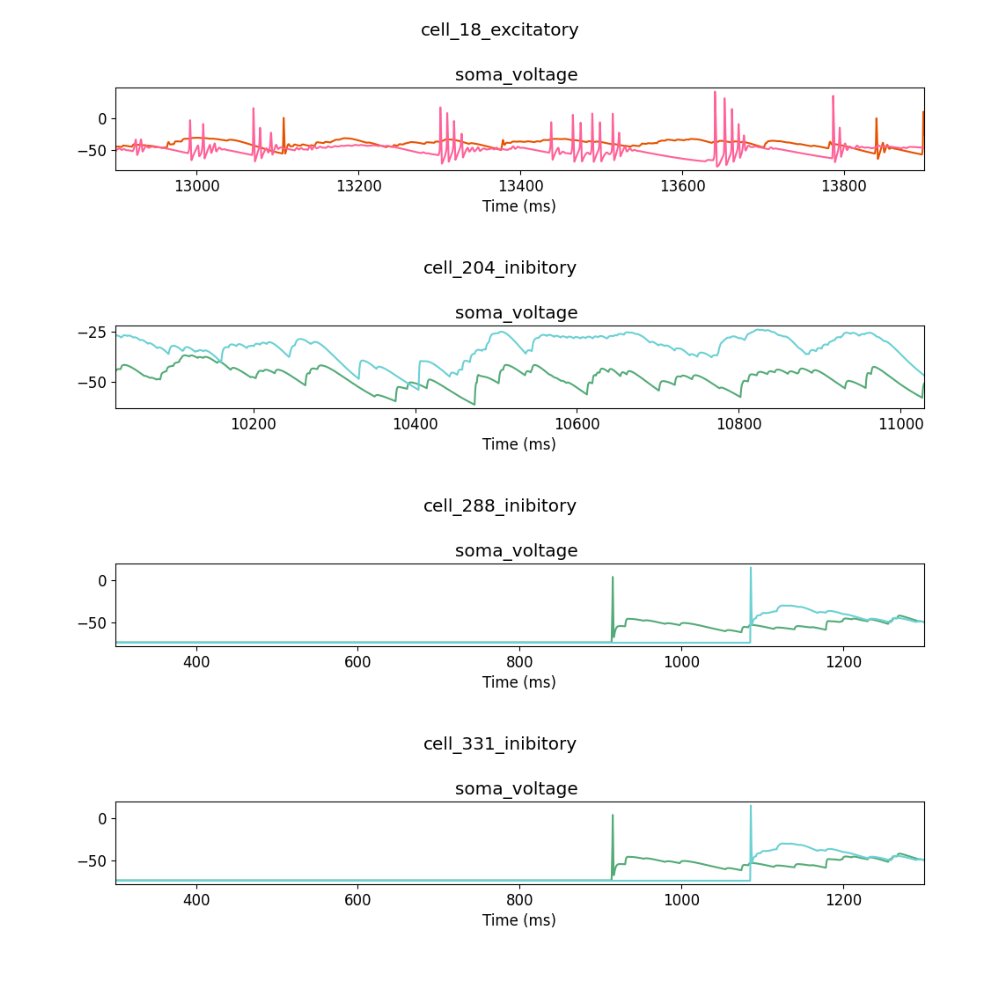 cell_18_excitatory
soma_voltage
0
−50
13000 13200 13400 13600 13800
Time (ms)
cell_204_inibitory
soma_voltage
−25
−50
10200 10400 10600 10800 11000
Time (ms)
cell_288_inibitory
soma_voltage
0
−50
400 600 800 1000 1200
Time (ms)
cell_331_inibitory
soma_voltage
0
−50
400 600 800 1000 1200
Time (ms)